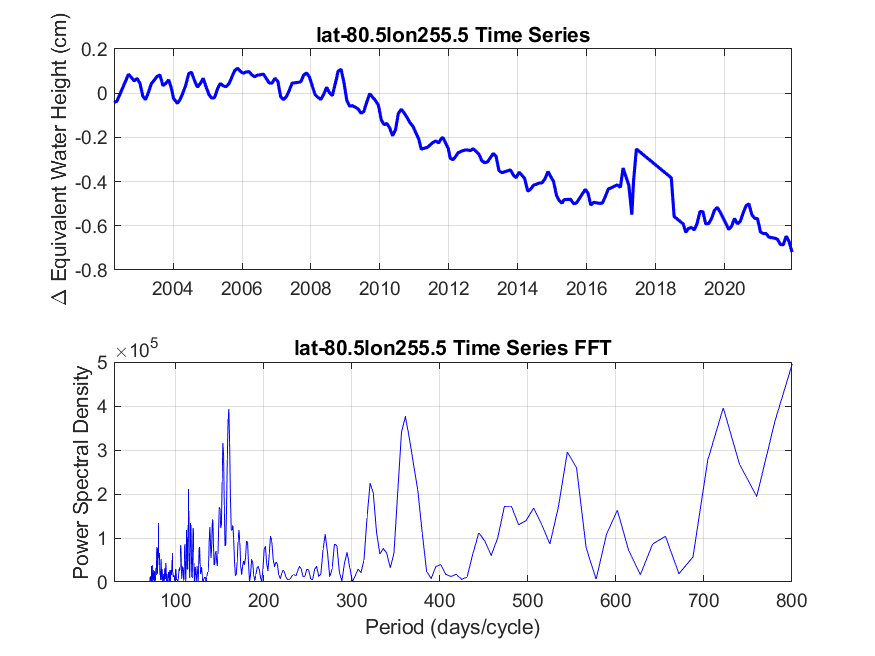 lat-80.5lon255.5 Time Series
Δ Equivalent Water Height (cm)
0.2
0
-0.2
-0.4
-0.6
-0.8
2004 2006 2008 2010 2012 2014 2016 2018 2020
lat-80.5lon255.5 Time Series FFT
×10^5
Power Spectral Density
5
4
3
2
1
0
100 200 300 400 500 600 700 800
Period (days/cycle)